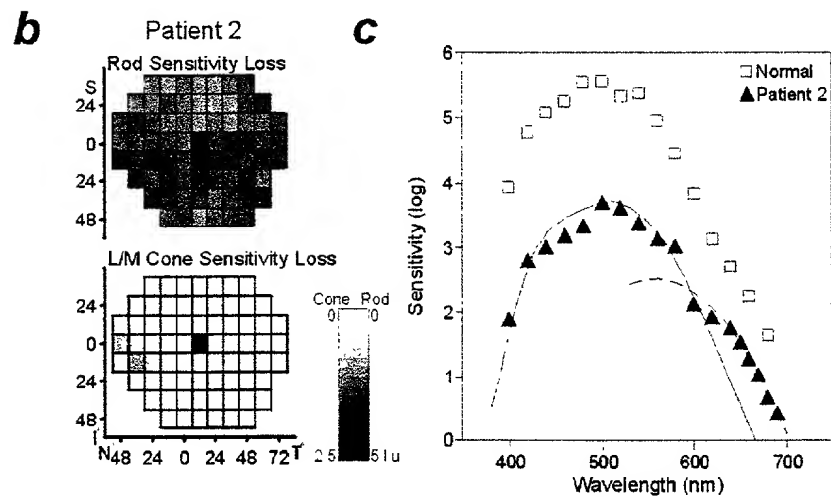 b
Patient 2
Rod Sensitivity Loss
S
24
0
24
48
L/M Cone Sensitivity Loss
0
24
48
N 48 24 0 24 48 72 T
Cone Rod
0 0
2.5 5 lu
c
6
5
4
3
2
1
0
Sensitivity (log)
Normal
Patient 2
400 500 600 700
Wavelength (nm)